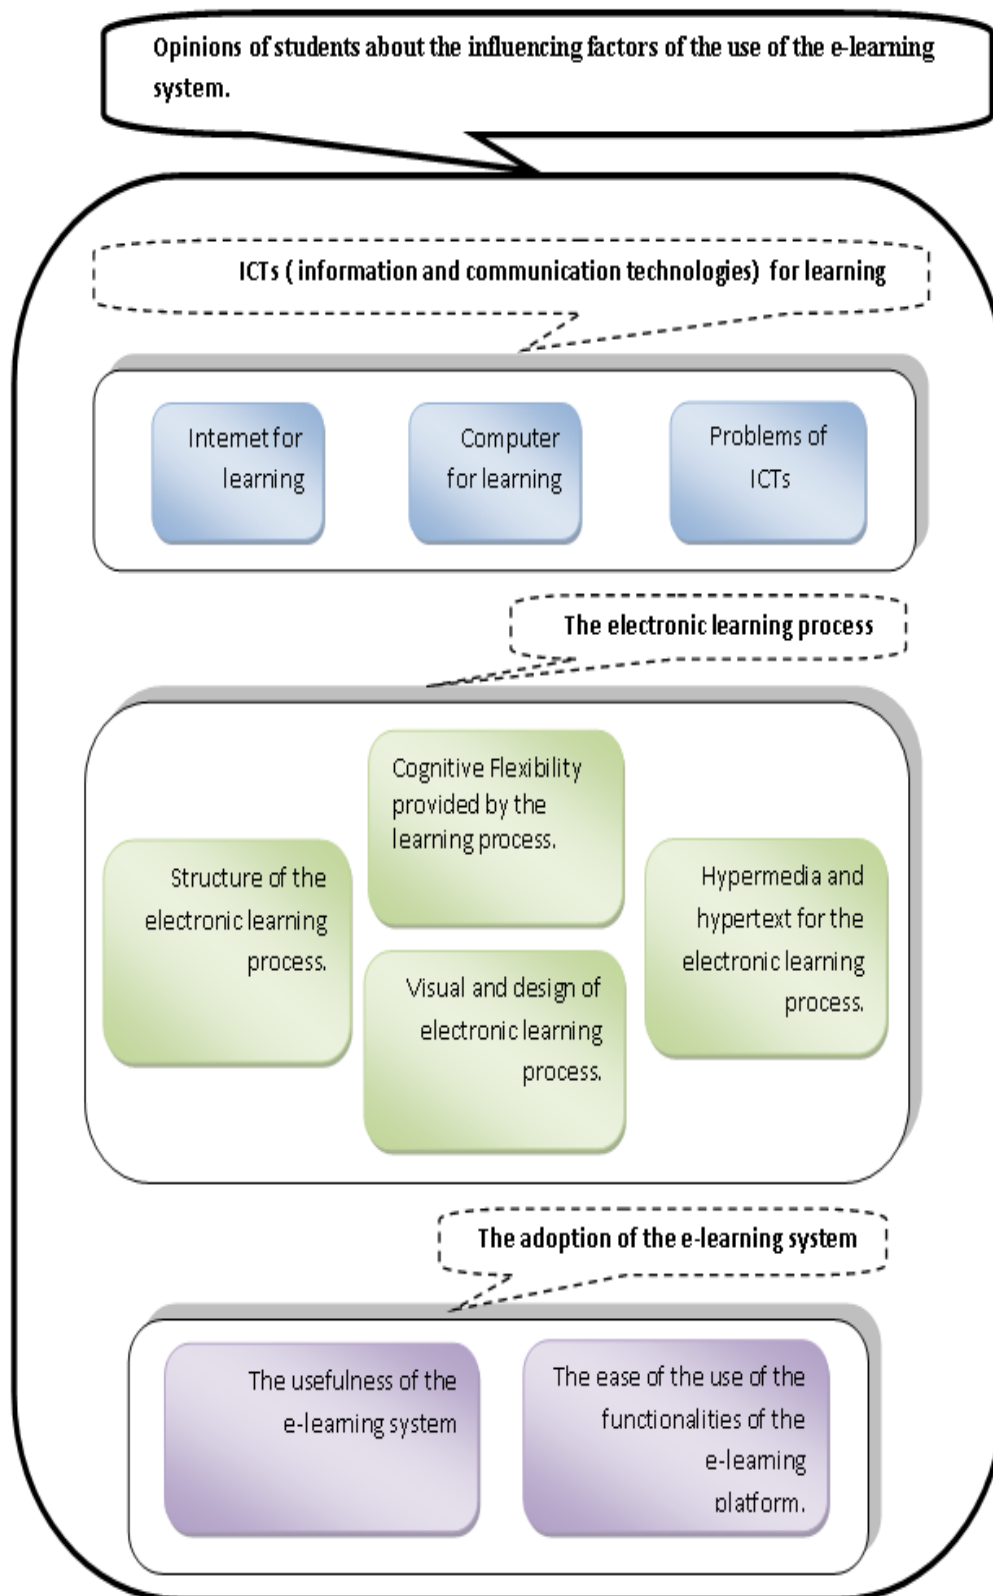 Opinions of students about the influencing factors of the use of the e-learning
system.
ICTs ( information and communication technologies)  for learning
Internet for
learning
Computer
for learning
Problems of
ICTs
The electronic learning process
Cognitive Flexibility
provided by the
learning process.
Structure of the
electronic learning
process.
Hypermedia and
hypertext for the
electronic learning
process.
Visual and design of
electronic learning
process.
The adoption of the e-learning system
The usefulness of the
e-learning system
The ease of the use of the
functionalities of the
e-learning
platform.